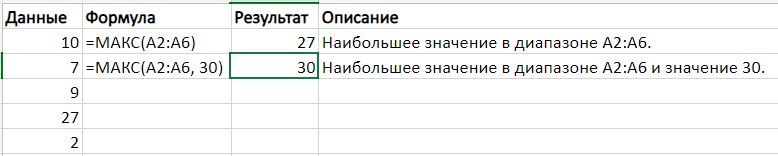 Данные Формула Результат Описание
10 =МАКС(A2:A6) 27 Наибольшее значение в диапазоне A2:A6.
7 =МАКС(A2:A6, 30) 30 Наибольшее значение в диапазоне A2:A6 и значение 30.
9
27
2